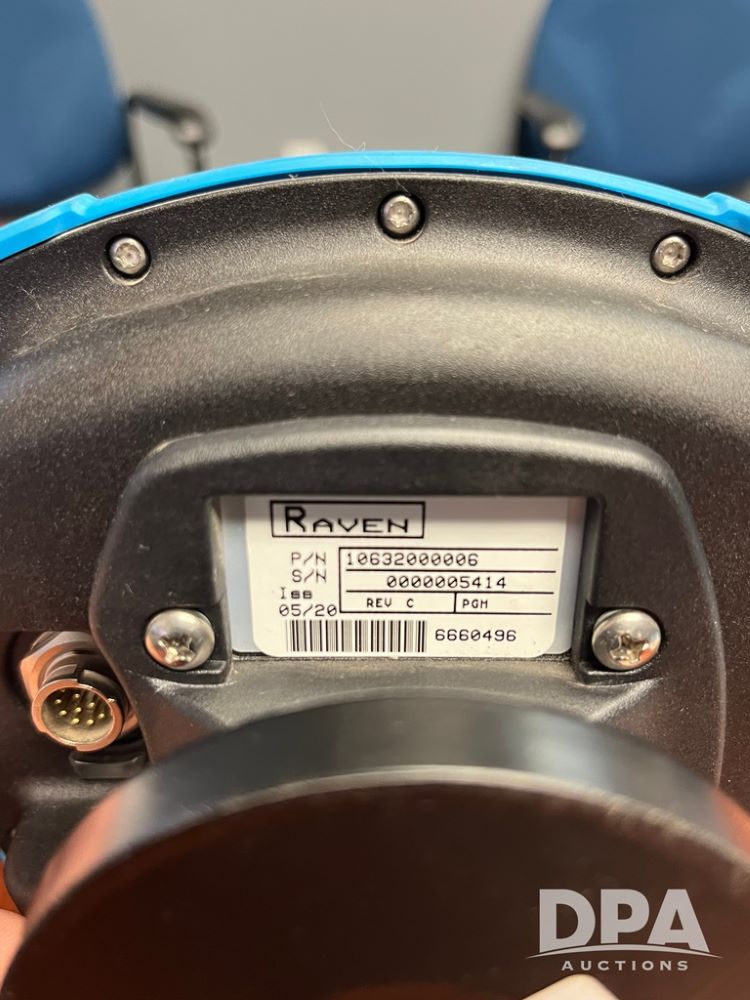 RAVEN
P/N 10632000006
S/N 0000005414
Iss
05/20 REV C PGM
6660496
DPA
AUCTIONS